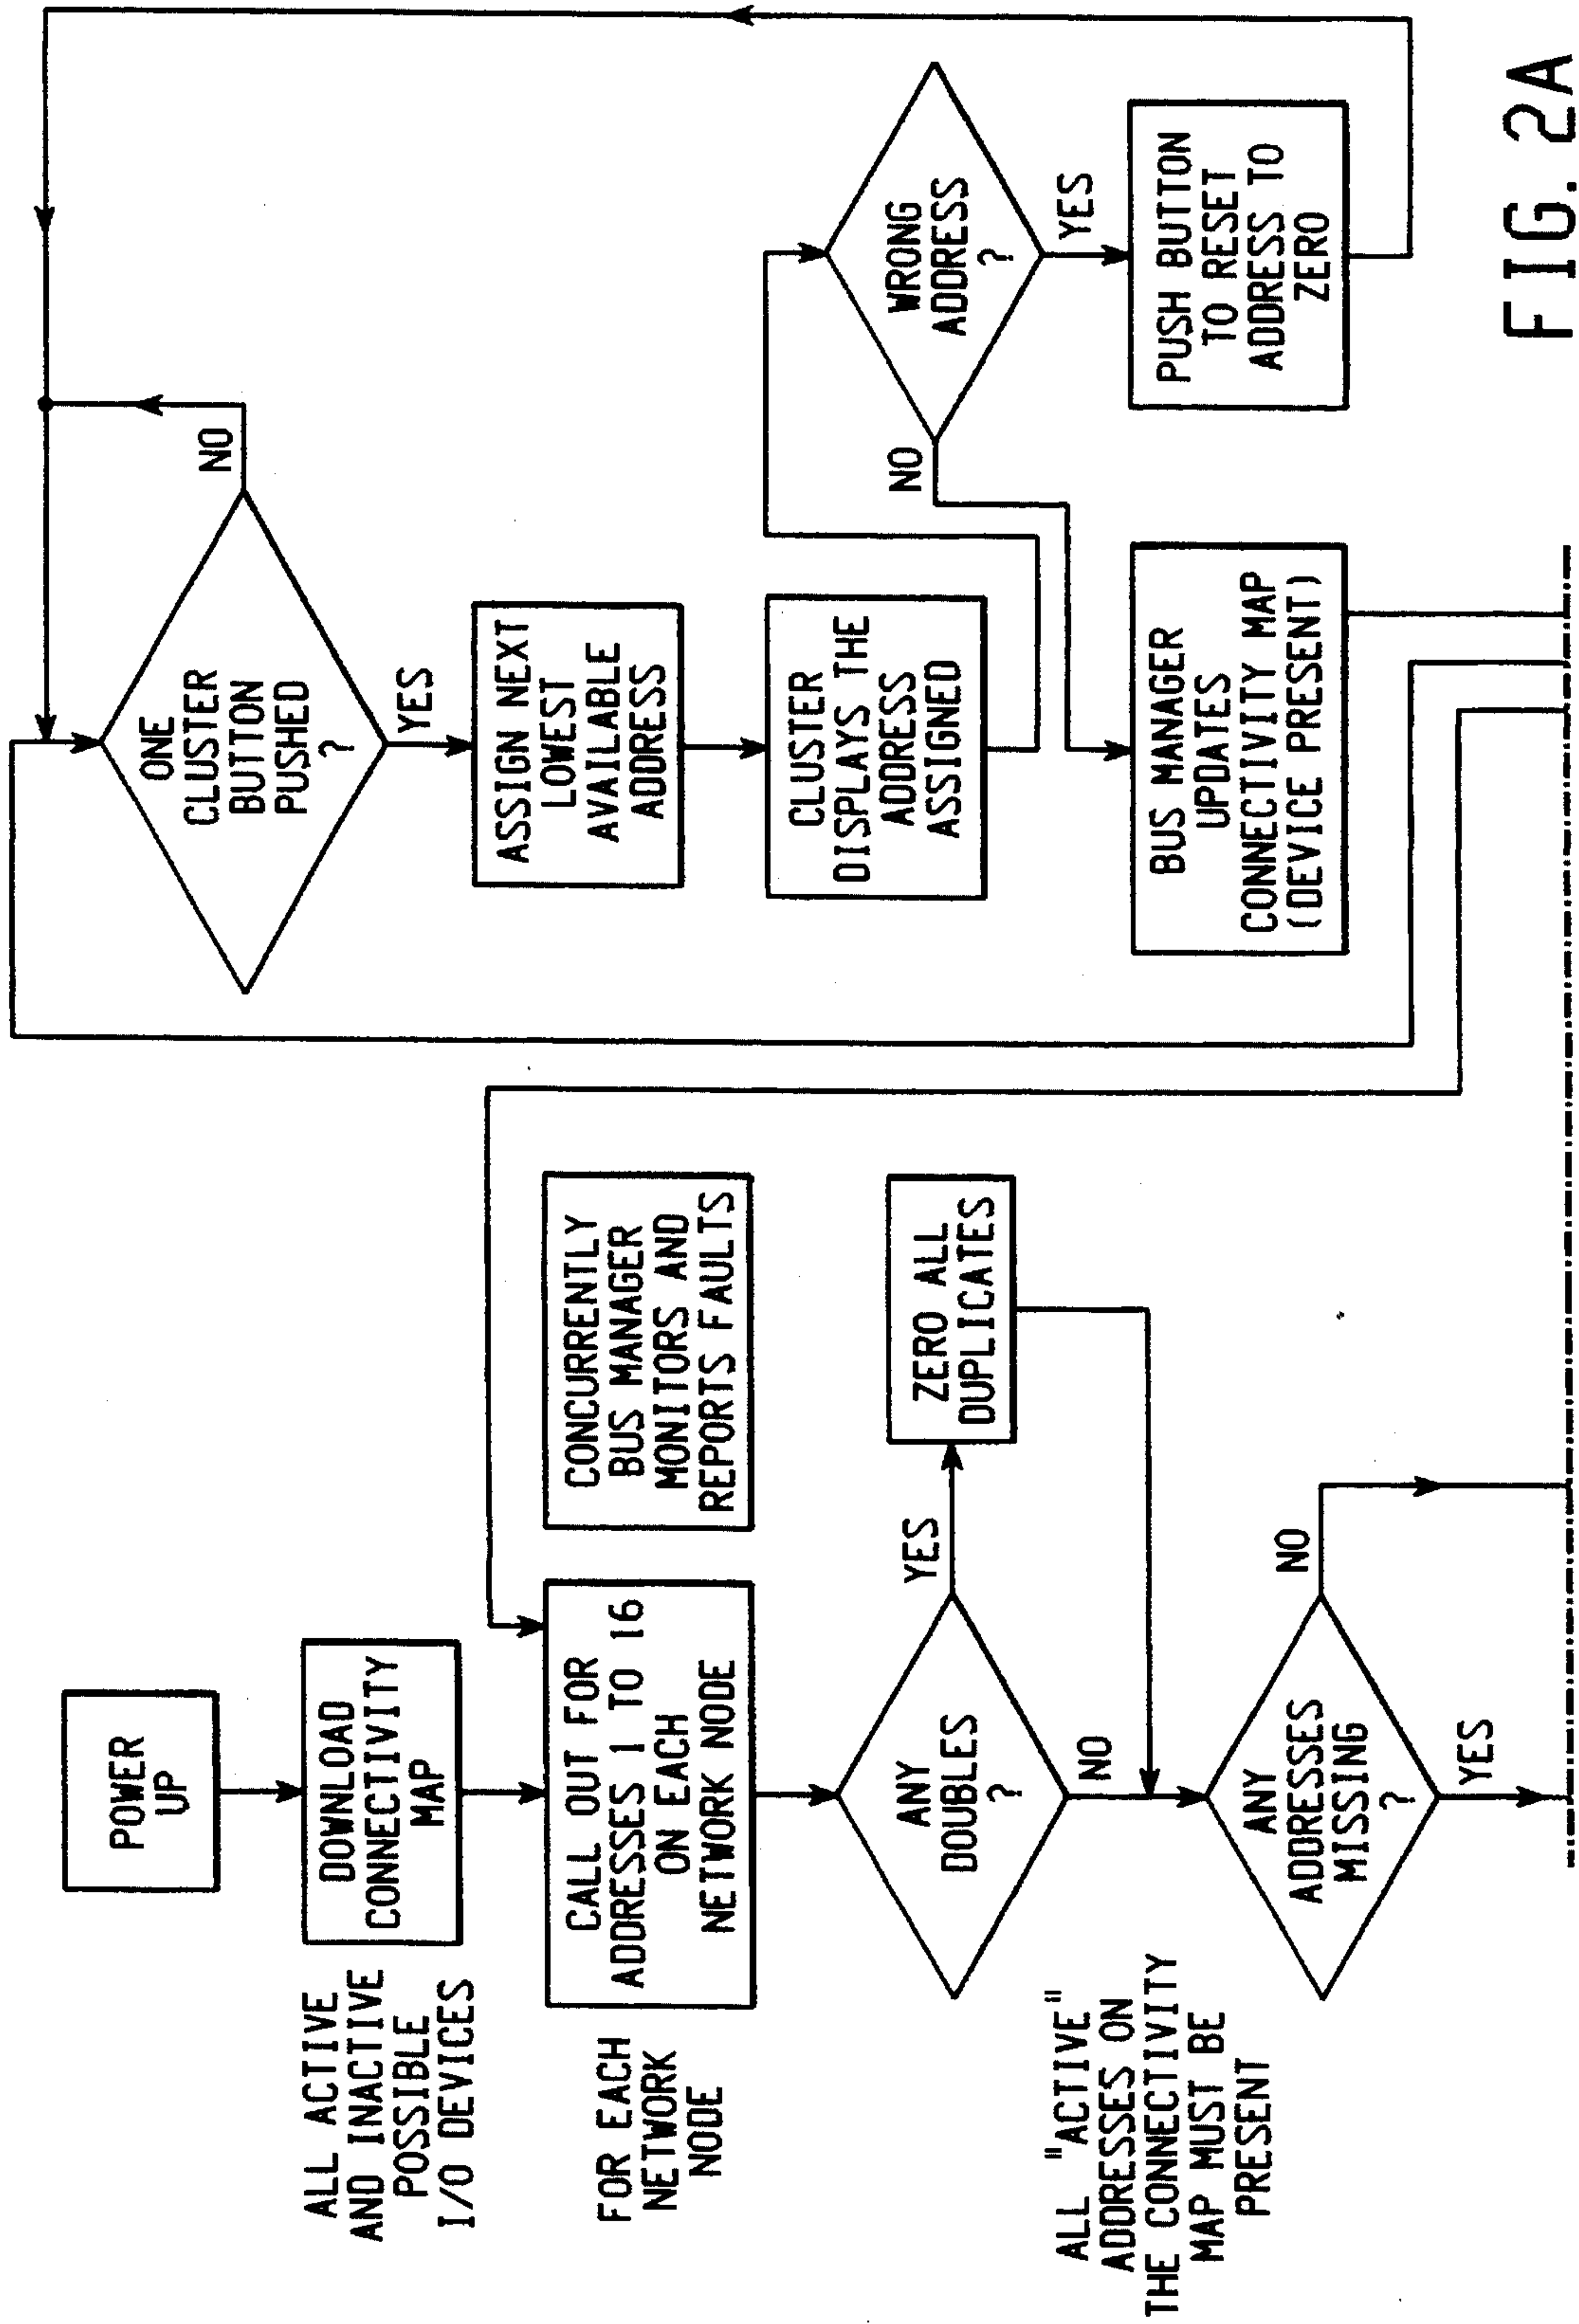 POWER
UP
ALL ACTIVE
AND INACTIVE
POSSIBLE
I/O DEVICES
DOWNLOAD
CONNECTIVITY
MAP
FOR EACH
NETWORK
NODE
CALL OUT FOR
ADDRESSES 1 TO 16
ON EACH
NETWORK NODE
CONCURRENTLY
BUS MANAGER
MONITORS AND
REPORTS FAULTS
ANY
DOUBLES
?
YES
ZERO ALL
DUPLICATES
NO
ALL "ACTIVE"
ADDRESSES ON
THE CONNECTIVITY
MAP MUST BE
PRESENT
ANY
ADDRESSES
MISSING
?
NO
YES
ONE
CLUSTER
BUTTON
PUSHED
?
NO
YES
ASSIGN NEXT
LOWEST
AVAILABLE
ADDRESS
CLUSTER
DISPLAYS THE
ADDRESS
ASSIGNED
WRONG
ADDRESS
?
NO
YES
BUS MANAGER
UPDATES
CONNECTIVITY MAP
(DEVICE PRESENT)
PUSH BUTTON
TO RESET
ADDRESS TO
ZERO
FIG. 2A